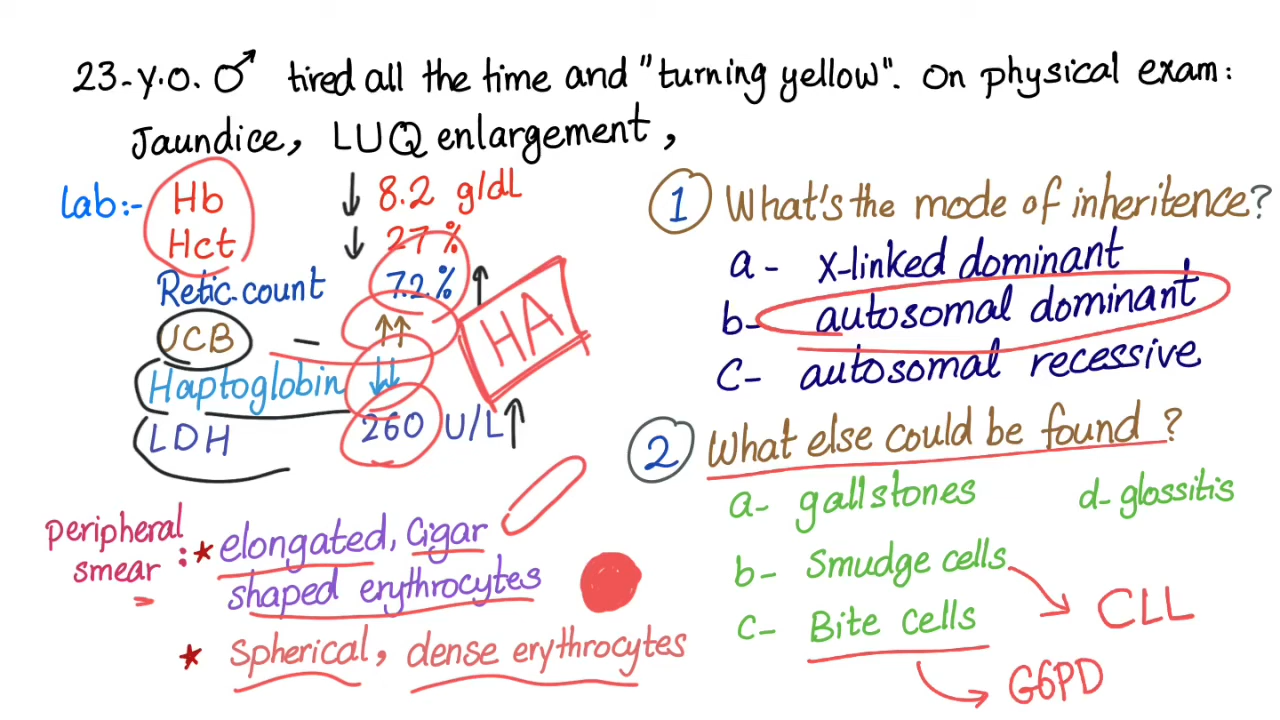 23-y.o. ♂ tired all the time and "turning yellow". On physical exam:
Jaundice, LUQ enlargement,
lab:- Hb ↓ 8.2 g/dL
Hct ↓ 27 %
Retic. count 7.2 % ↑
UCB – ↑↑
Haptoglobin ↓↓
LDH 260 U/L ↑
HA
peripheral smear : * elongated, Cigar
shaped erythrocytes
* Spherical, dense erythrocytes
1 What's the mode of inheritence?
a- X-linked dominant
b- autosomal dominant
c- autosomal recessive
2 What else could be found ?
a- gallstones d- glossitis
b- Smudge cells → CLL
c- Bite cells → G6PD